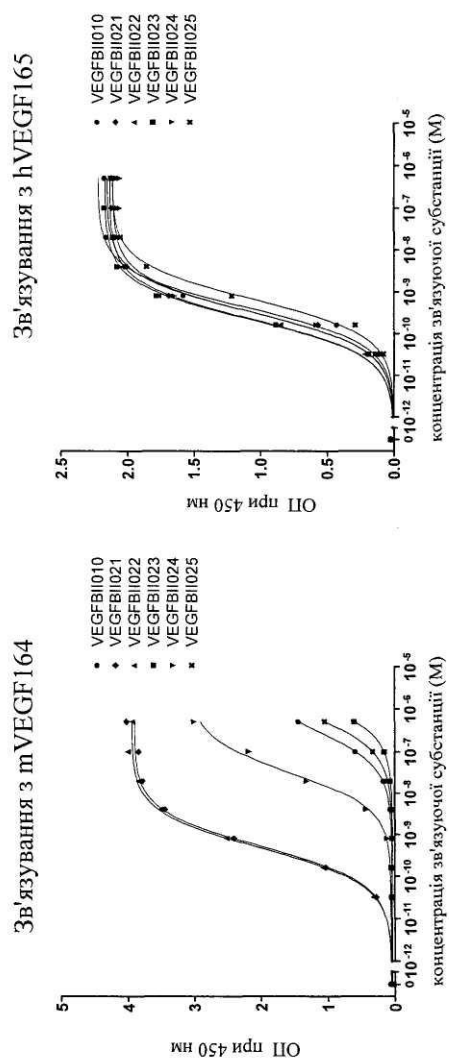 Зв'язування з mVEGF164
ОП при 450 нм
5
4
3
2
1
0
0 10⁻¹² 10⁻¹¹ 10⁻¹⁰ 10⁻⁹ 10⁻⁸ 10⁻⁷ 10⁻⁶ 10⁻⁵
концентрація зв'язуючої субстанції (М)
VEGFBII010
VEGFBII021
VEGFBII022
VEGFBII023
VEGFBII024
VEGFBII025
Зв'язування з hVEGF165
ОП при 450 нм
2.5
2.0
1.5
1.0
0.5
0.0
0 10⁻¹² 10⁻¹¹ 10⁻¹⁰ 10⁻⁹ 10⁻⁸ 10⁻⁷ 10⁻⁶ 10⁻⁵
концентрація зв'язуючої субстанції (М)
VEGFBII010
VEGFBII021
VEGFBII022
VEGFBII023
VEGFBII024
VEGFBII025